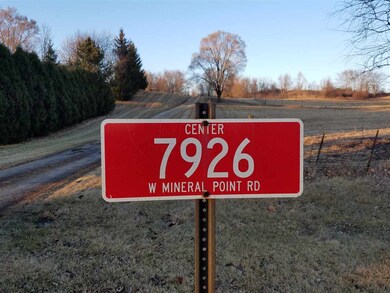 CENTER
7926
W MINERAL POINT RD